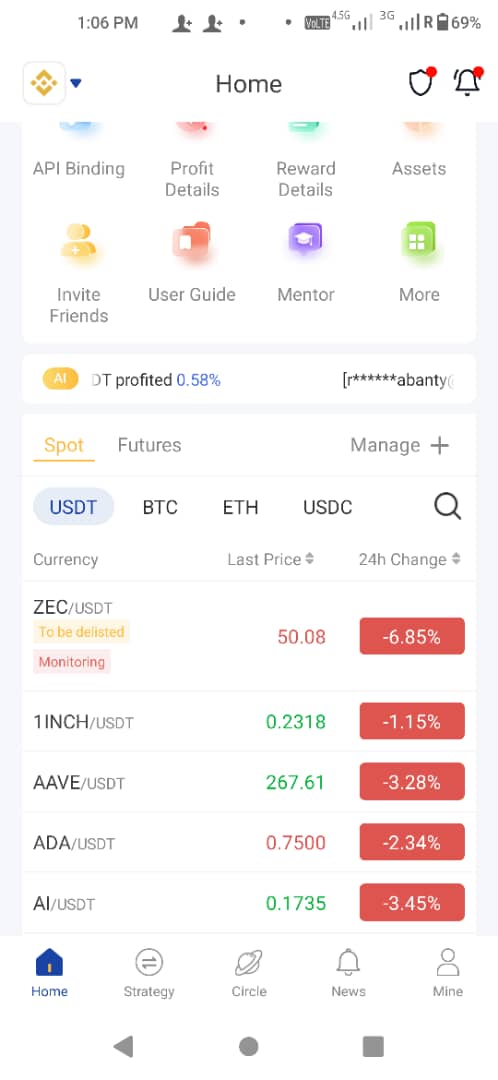 1:06 PM
VoLTE 4.5G 3G R 69%
Home
API Binding
Profit
Details
Reward
Details
Assets
Invite
Friends
User Guide
Mentor
More
AI DT profited 0.58% [r******abanty@
Spot Futures Manage +
USDT BTC ETH USDC
Currency Last Price 24h Change
ZEC/USDT
To be delisted
Monitoring
50.08 -6.85%
1INCH/USDT 0.2318 -1.15%
AAVE/USDT 267.61 -3.28%
ADA/USDT 0.7500 -2.34%
AI/USDT 0.1735 -3.45%
Home Strategy Circle News Mine